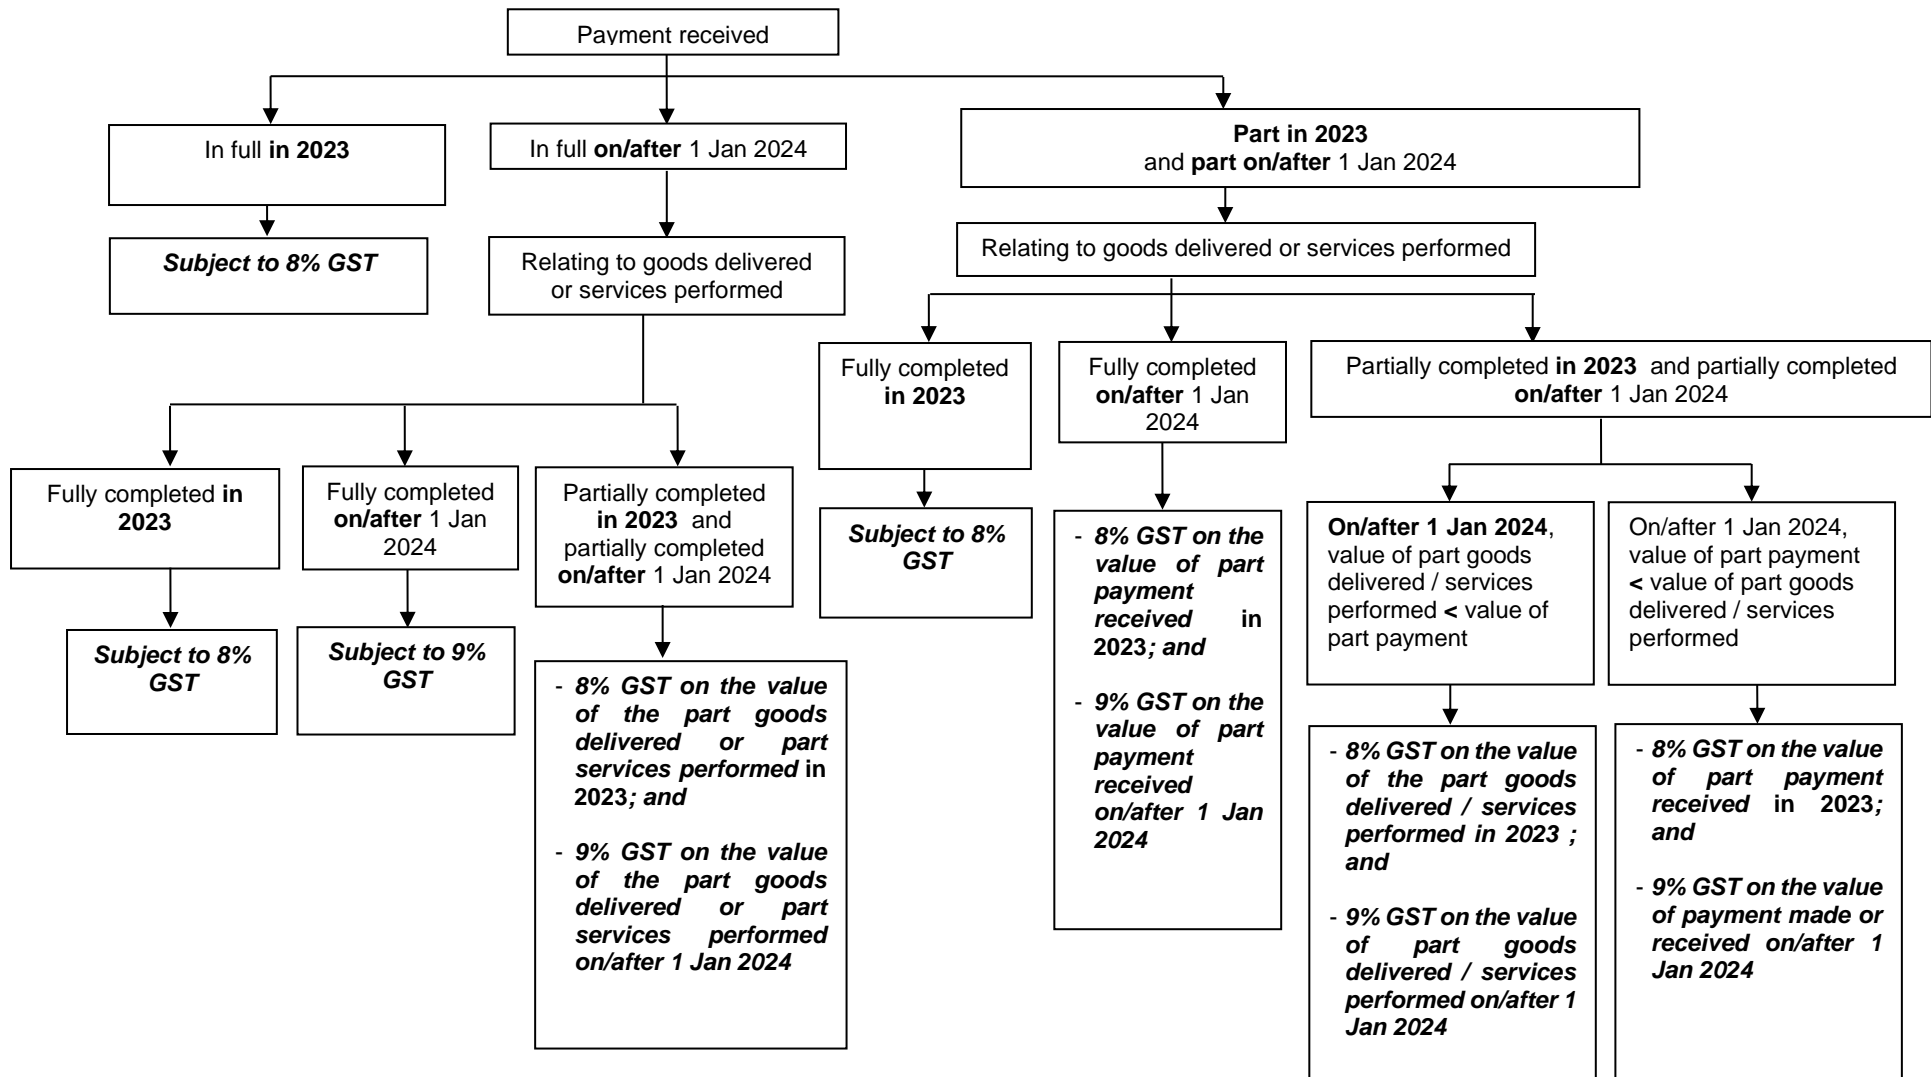 Payment received
In full in 2023
In full on/after 1 Jan 2024
Part in 2023
and part on/after 1 Jan 2024
Subject to 8% GST
Relating to goods delivered
or services performed
Relating to goods delivered or services performed
Fully completed
in 2023
Fully completed
on/after 1 Jan
2024
Partially completed in 2023 and partially completed
on/after 1 Jan 2024
Fully completed in
2023
Fully completed
on/after 1 Jan
2024
Partially completed
in 2023 and
partially completed
on/after 1 Jan 2024
Subject to 8%
GST
- 8% GST on the
value of part
payment
received in
2023; and
- 9% GST on the
value of part
payment
received
on/after 1 Jan
2024
On/after 1 Jan 2024,
value of part goods
delivered / services
performed < value of
part payment
On/after 1 Jan 2024,
value of part payment
< value of part goods
delivered / services
performed
Subject to 8%
GST
Subject to 9%
GST
- 8% GST on the value
of the part goods
delivered or part
services performed in
2023; and
- 9% GST on the value
of the part goods
delivered or part
services performed
on/after 1 Jan 2024
- 8% GST on the value
of the part goods
delivered / services
performed in 2023 ;
and
- 9% GST on the value
of part goods
delivered / services
performed on/after 1
Jan 2024
- 8% GST on the value
of part payment
received in 2023;
and
- 9% GST on the value
of payment made or
received on/after 1
Jan 2024